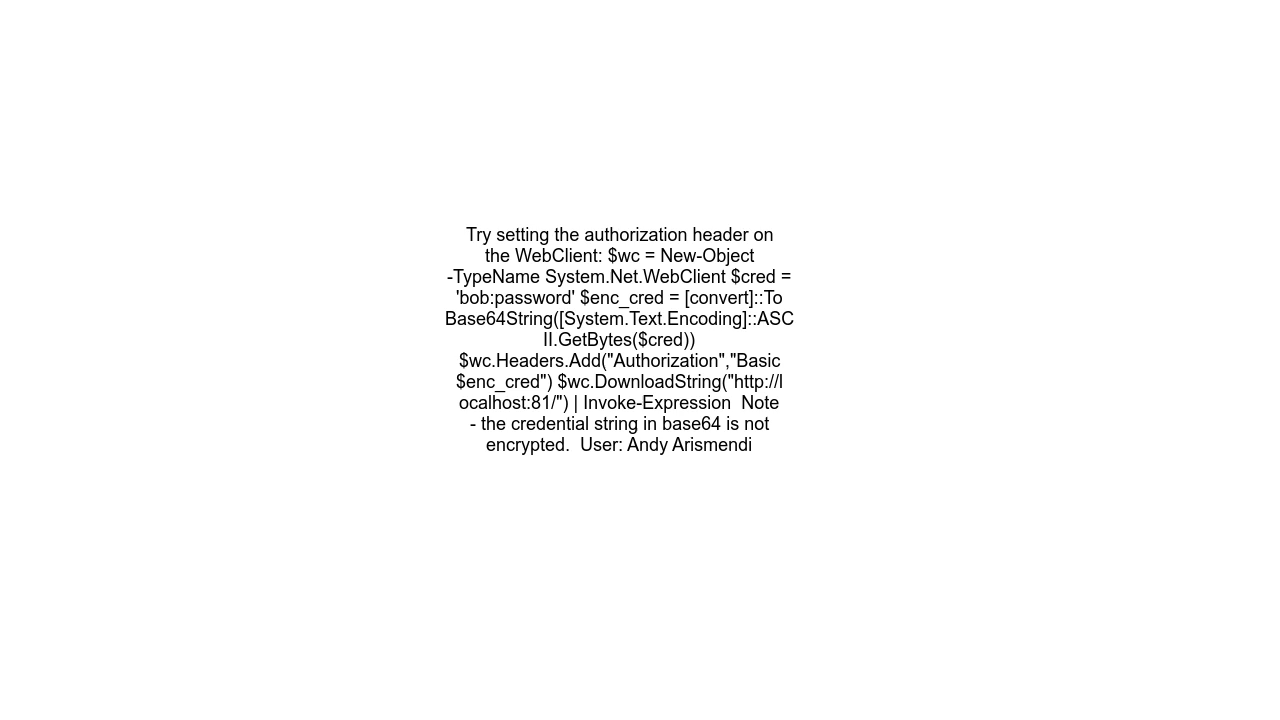 Try setting the authorization header on
the WebClient: $wc = New-Object
-TypeName System.Net.WebClient $cred =
'bob:password' $enc_cred = [convert]::To
Base64String([System.Text.Encoding]::ASC
II.GetBytes($cred))
$wc.Headers.Add("Authorization","Basic
$enc_cred") $wc.DownloadString("http://l
ocalhost:81/") | Invoke-Expression  Note
- the credential string in base64 is not
encrypted.  User: Andy Arismendi